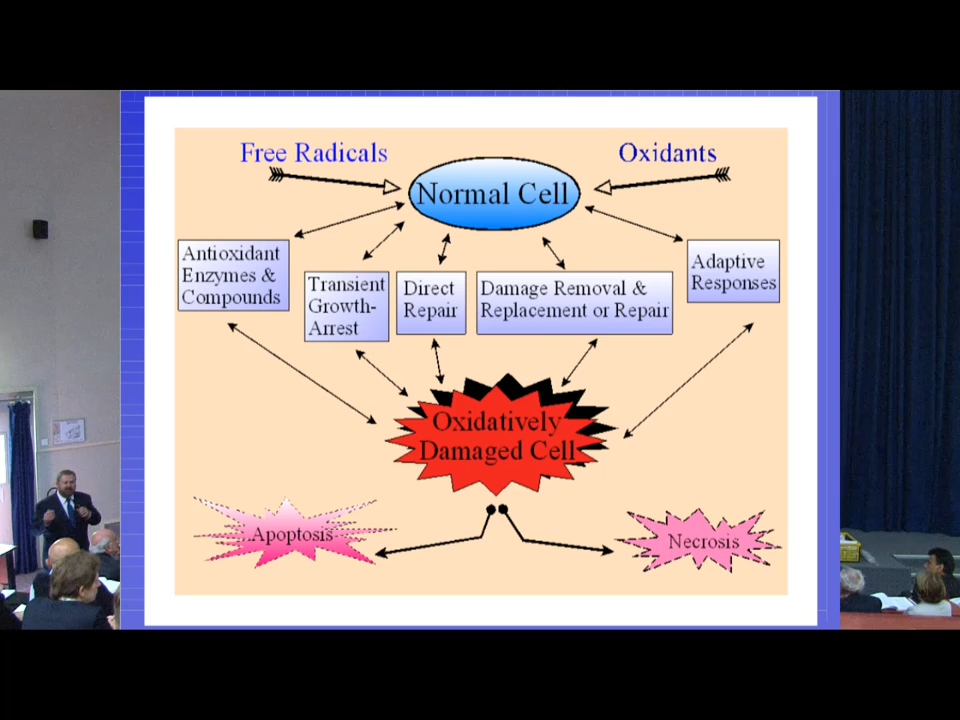 Free Radicals
Oxidants
Normal Cell
Antioxidant
Enzymes &
Compounds
Transient
Growth-
Arrest
Direct
Repair
Damage Removal &
Replacement or Repair
Adaptive
Responses
Oxidatively
Damaged Cell
Apoptosis
Necrosis